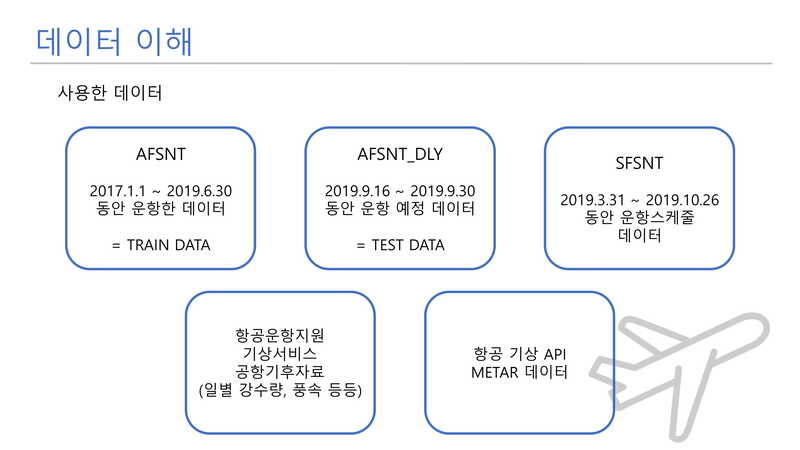 데이터 이해
사용한 데이터
AFSNT
2017.1.1 ~ 2019.6.30
동안 운항한 데이터
= TRAIN DATA
AFSNT_DLY
2019.9.16 ~ 2019.9.30
동안 운항 예정 데이터
= TEST DATA
SFSNT
2019.3.31 ~ 2019.10.26
동안 운항스케줄
데이터
항공운항지원
기상서비스
공항기후자료
(일별 강수량, 풍속 등등)
항공 기상 API
METAR 데이터